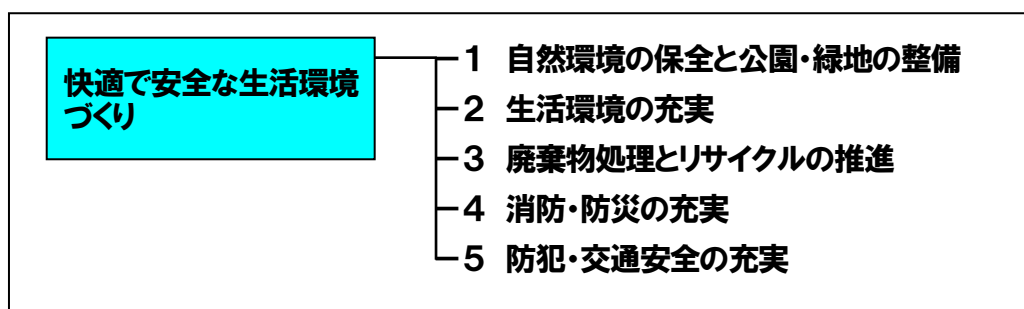 快適で安全な生活環境
づくり
1 自然環境の保全と公園・緑地の整備
2 生活環境の充実
3 廃棄物処理とリサイクルの推進
4 消防・防災の充実
5 防犯・交通安全の充実